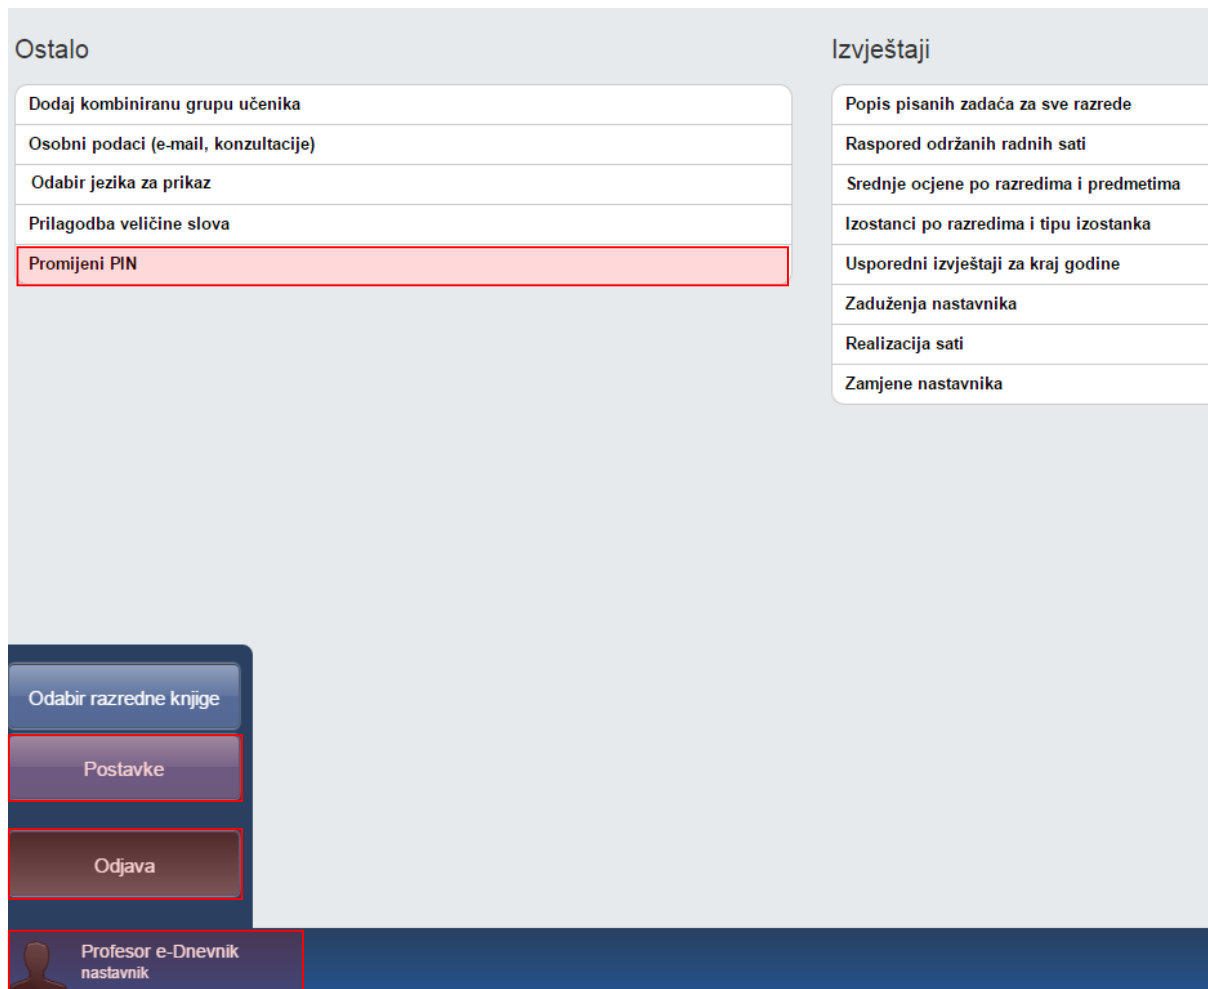 Ostalo
Dodaj kombiniranu grupu učenika
Osobni podaci (e-mail, konzultacije)
Odabir jezika za prikaz
Prilagodba veličine slova
Promijeni PIN
Izvještaji
Popis pisanih zadaća za sve razrede
Raspored održanih radnih sati
Srednje ocjene po razredima i predmetima
Izostanci po razredima i tipu izostanka
Usporedni izvještaji za kraj godine
Zaduženja nastavnika
Realizacija sati
Zamjene nastavnika
Odabir razredne knjige
Postavke
Odjava
Profesor e-Dnevnik
nastavnik